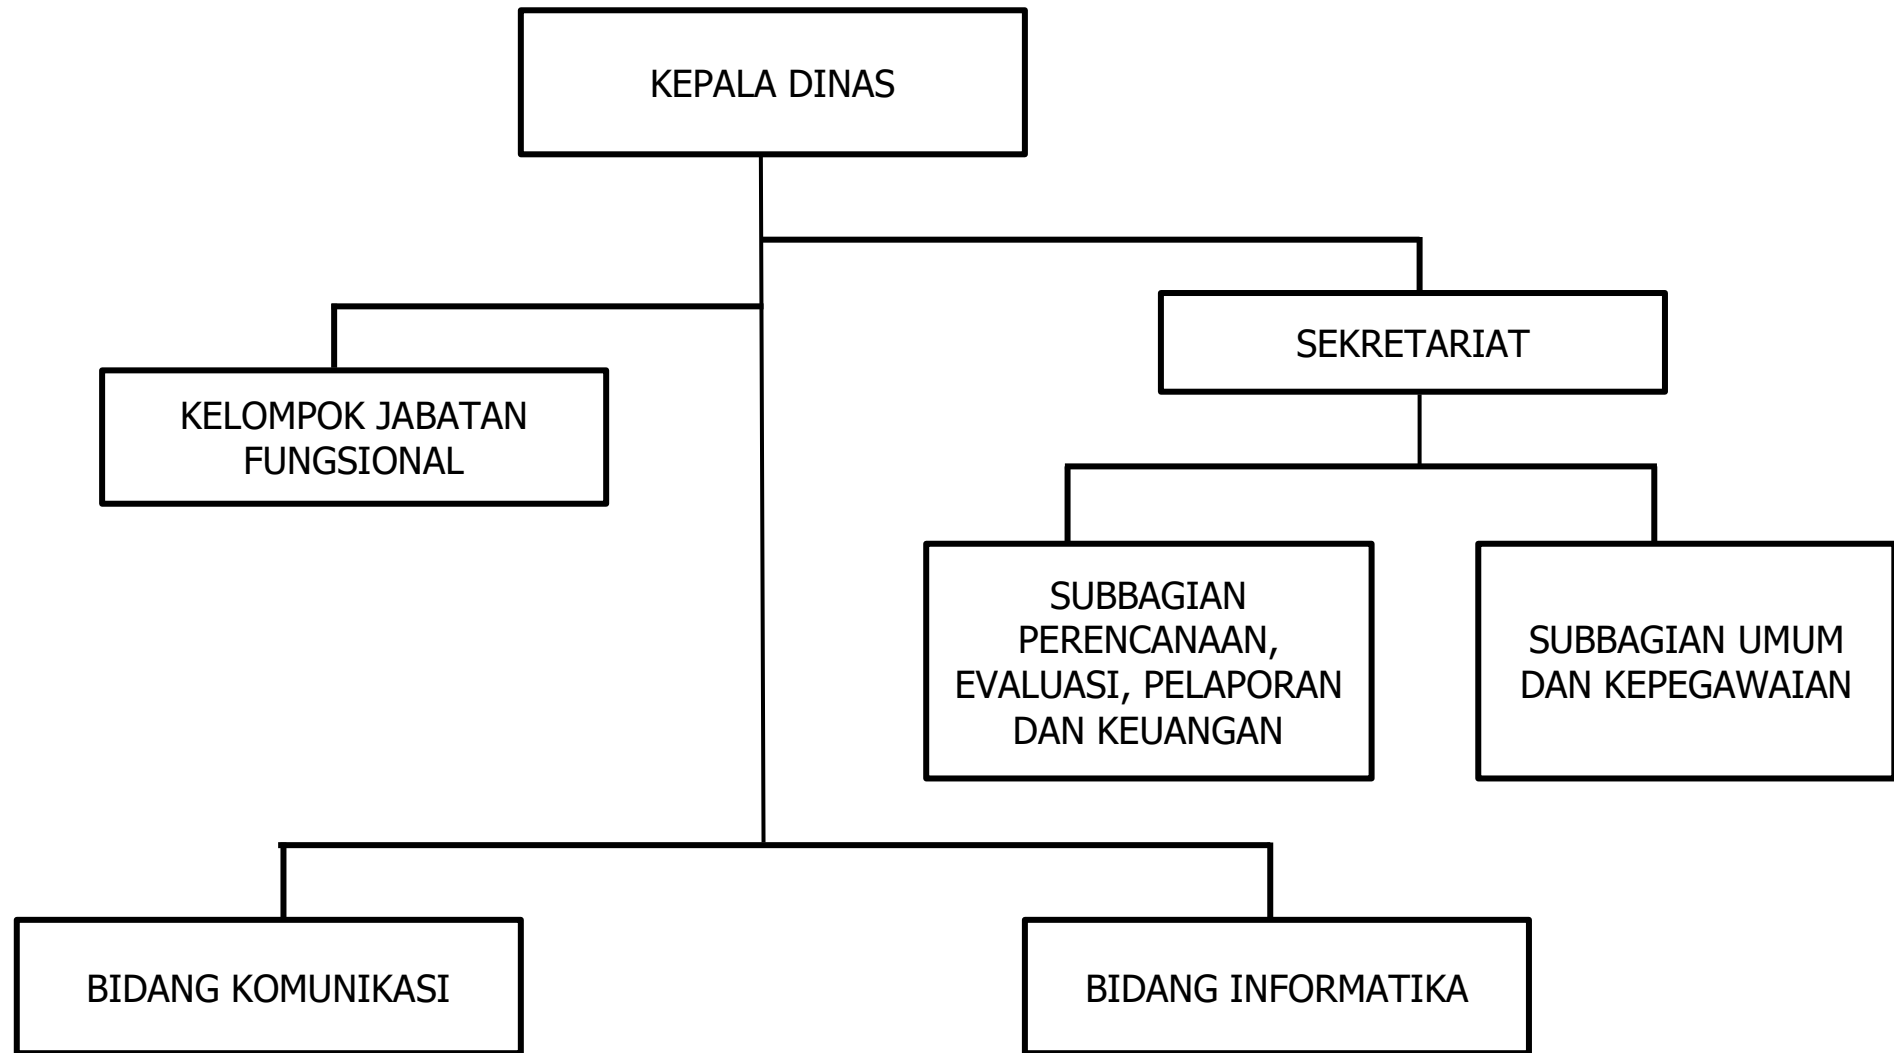 KEPALA DINAS
SEKRETARIAT
KELOMPOK JABATAN
FUNGSIONAL
SUBBAGIAN
PERENCANAAN,
EVALUASI, PELAPORAN
DAN KEUANGAN
SUBBAGIAN UMUM
DAN KEPEGAWAIAN
BIDANG KOMUNIKASI
BIDANG INFORMATIKA